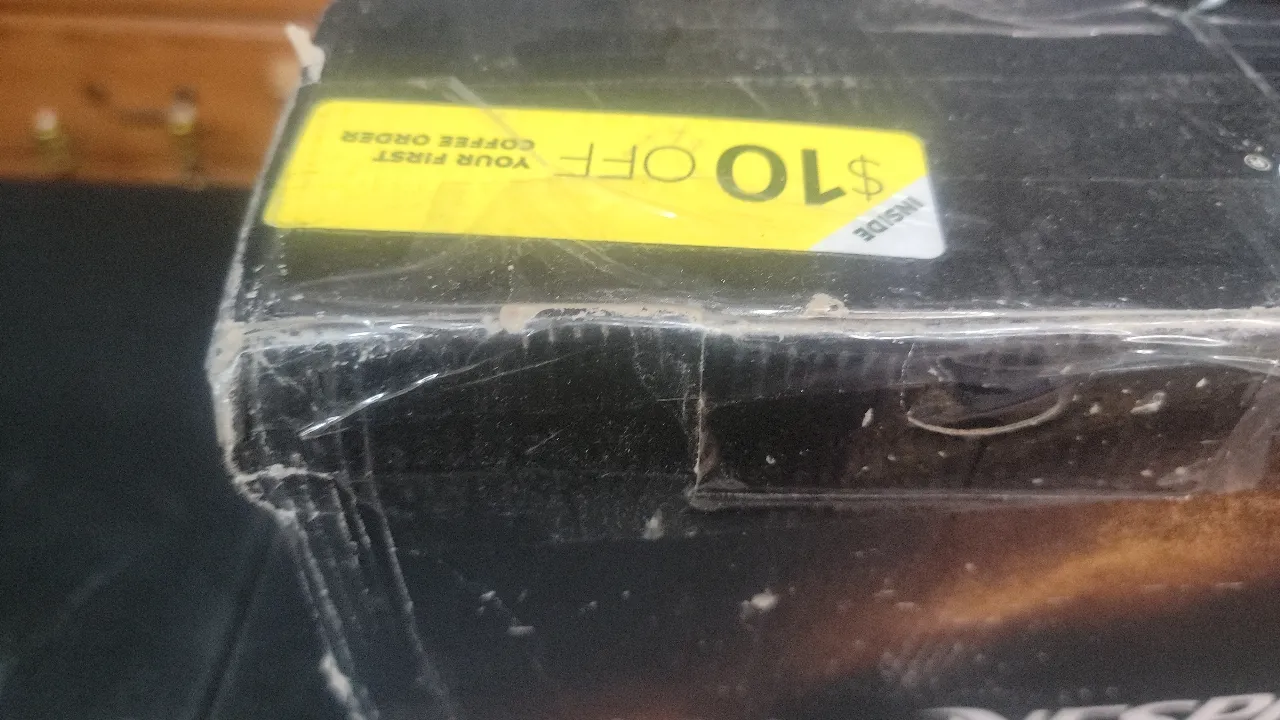 INSIDE
$10 OFF
YOUR FIRST
COFFEE ORDER